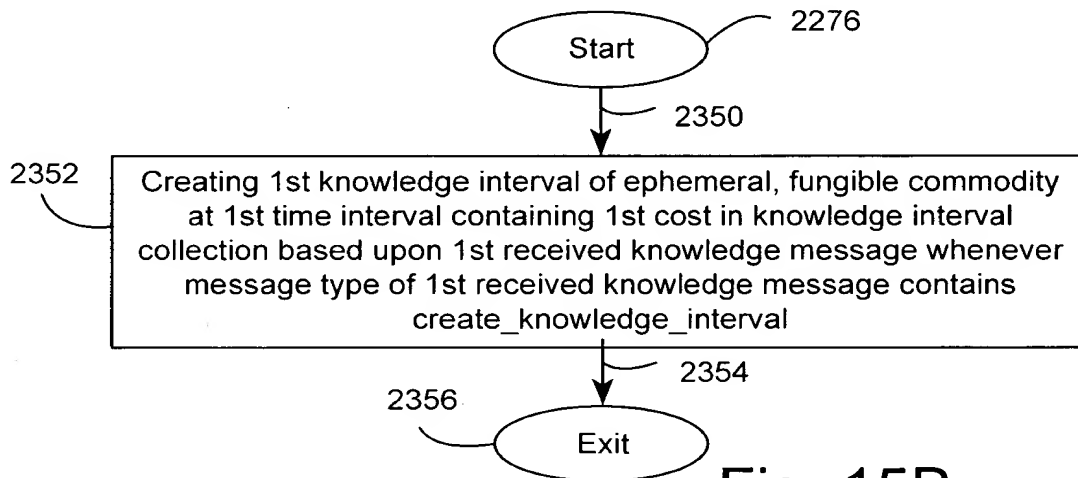 2276
Start
2350
2352
Creating 1st knowledge interval of ephemeral, fungible commodity
at 1st time interval containing 1st cost in knowledge interval
collection based upon 1st received knowledge message whenever
message type of 1st received knowledge message contains
create_knowledge_interval
2354
2356
Exit
Fig. 15B